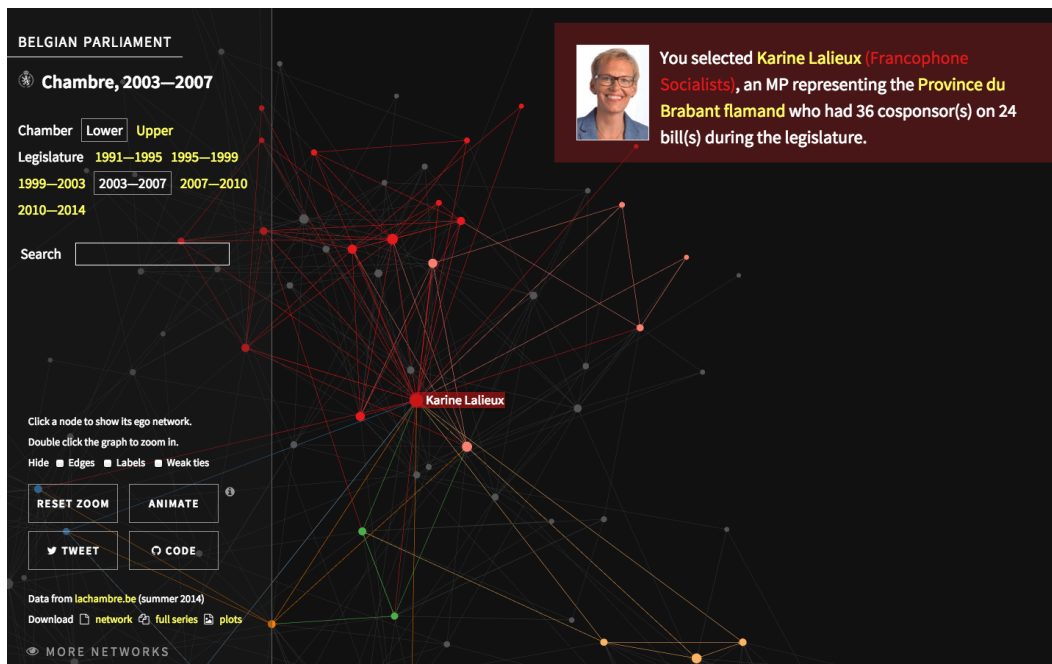 BELGIAN PARLIAMENT
Chambre, 2003—2007
Chamber Lower Upper
Legislature 1991—1995 1995—1999
1999—2003 2003—2007 2007—2010
2010—2014
Search
You selected Karine Lalieux (Francophone
Socialists), an MP representing the Province du
Brabant flamand who had 36 cosponsor(s) on 24
bill(s) during the legislature.
Karine Lalieux
Click a node to show its ego network.
Double click the graph to zoom in.
Hide Edges Labels Weak ties
RESET ZOOM ANIMATE
TWEET CODE
Data from lachambre.be (summer 2014)
Download network full series plots
MORE NETWORKS